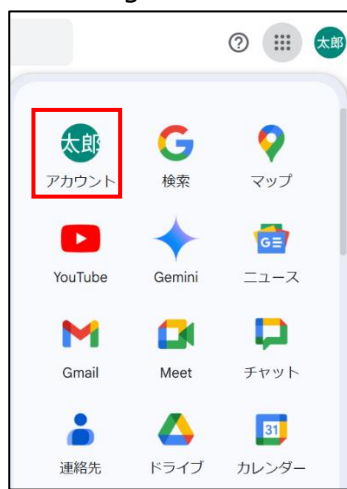 太郎
太郎
アカウント 検索 マップ
YouTube Gemini ニュース
31
Gmail Meet チャット
連絡先 ドライブ カレンダー